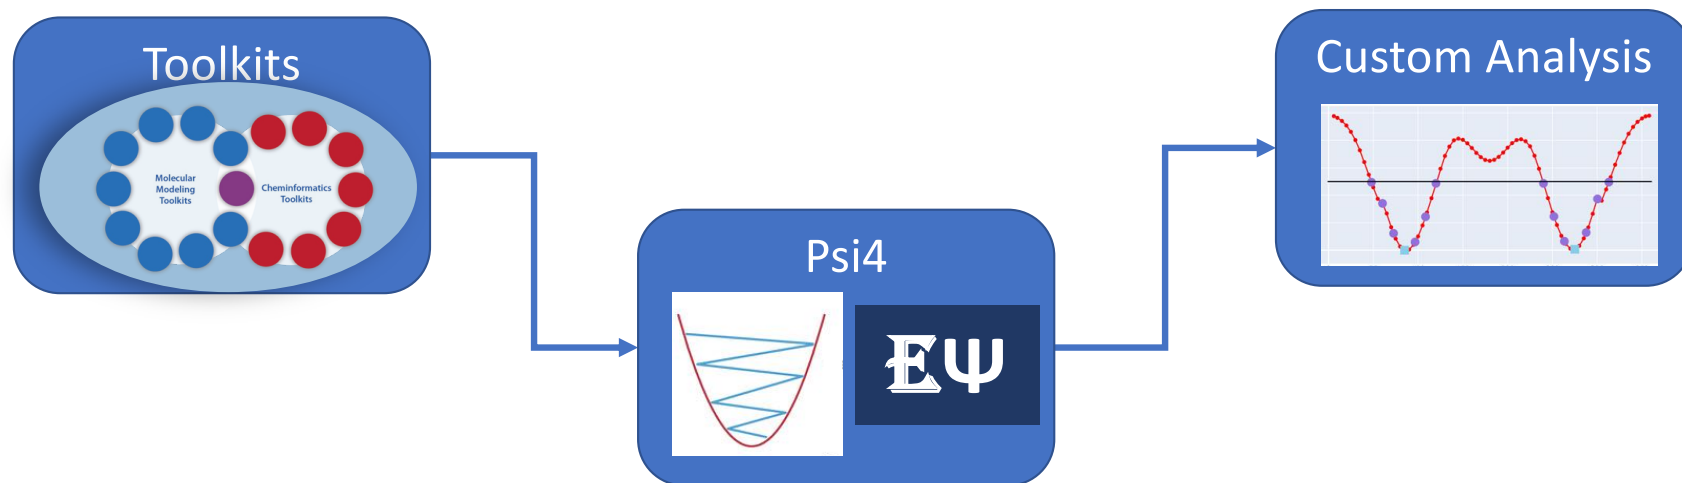 Toolkits
Molecular
Modeling
Toolkits
Cheminformatics
Toolkits
Psi4
EΨ
Custom Analysis